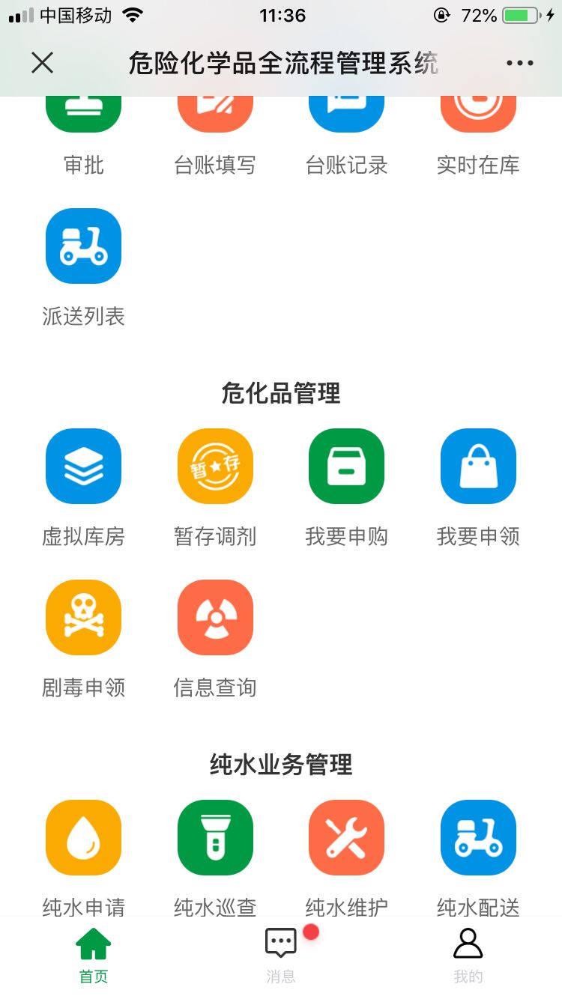 中国移动 11:36 72%
危险化学品全流程管理系统
审批 台账填写 台账记录 实时在库
派送列表
危化品管理
暂★存
虚拟库房 暂存调剂 我要申购 我要申领
剧毒申领 信息查询
纯水业务管理
纯水申请 纯水巡查 纯水维护 纯水配送
首页 消息 我的